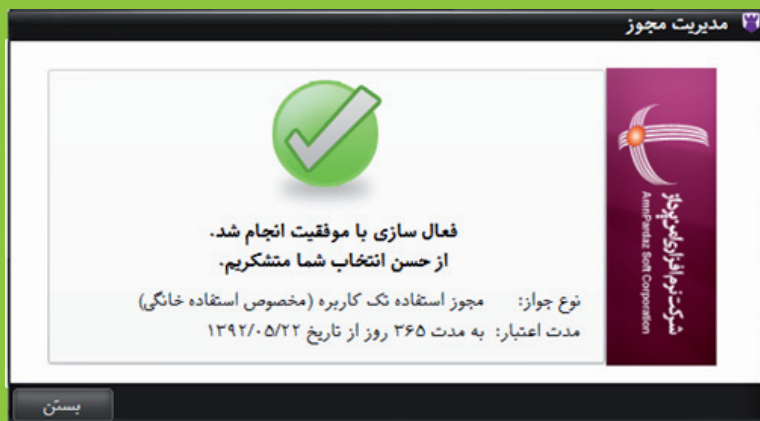 مدیریت مجوز
شرکت نرم افزاری امن پرداز
AmnPardaz Soft Corporation
فعال سازی با موفقیت انجام شد.
از حسن انتخاب شما متشکریم.
نوع جواز: مجوز استفاده تک کاربره (مخصوص استفاده خانگی)
مدت اعتبار: به مدت ۳۶۵ روز از تاریخ ۱۳۹۲/۰۵/۲۲
بستن